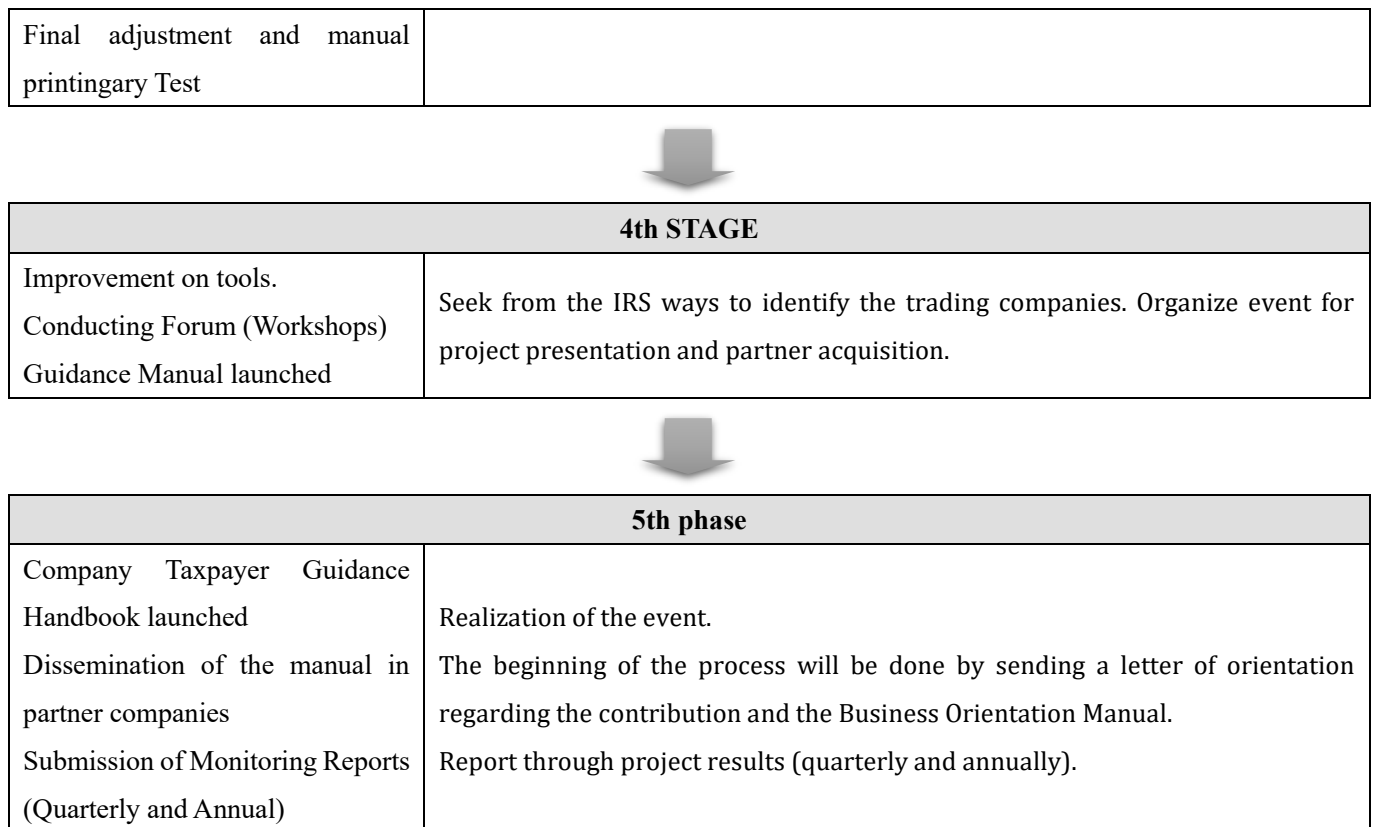 Final adjustment and manual
printingary Test
4th STAGE
Improvement on tools.
Conducting Forum (Workshops)
Guidance Manual launched
Seek from the IRS ways to identify the trading companies. Organize event for
project presentation and partner acquisition.
5th phase
Company Taxpayer Guidance
Handbook launched
Dissemination of the manual in
partner companies
Submission of Monitoring Reports
(Quarterly and Annual)
Realization of the event.
The beginning of the process will be done by sending a letter of orientation
regarding the contribution and the Business Orientation Manual.
Report through project results (quarterly and annually).